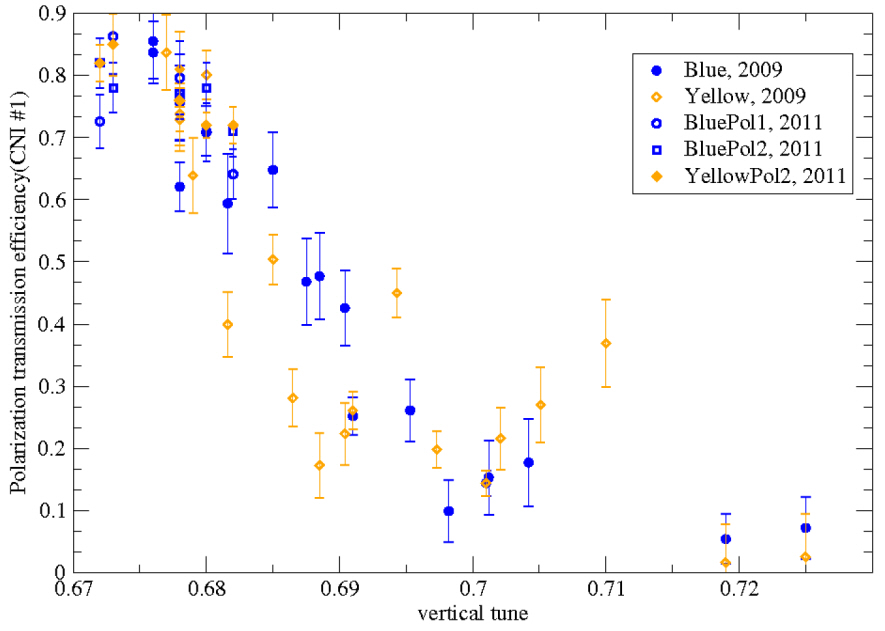 0.9
0.8
0.7
0.6
0.5
0.4
0.3
0.2
0.1
0
Polarization transmission efficiency(CNI #1)
Blue, 2009
Yellow, 2009
BluePol1, 2011
BluePol2, 2011
YellowPol2, 2011
0.67 0.68 0.69 0.7 0.71 0.72
vertical tune